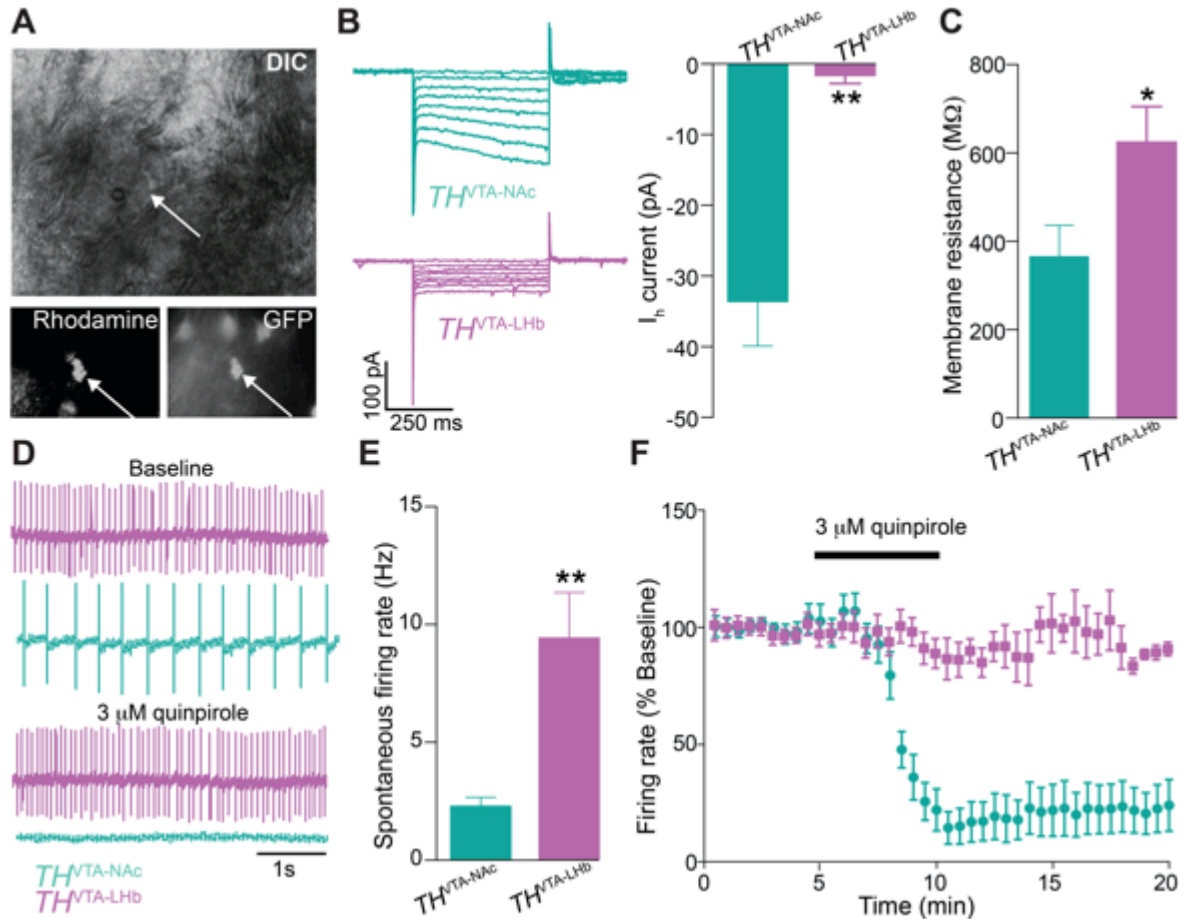 A
DIC
Rhodamine
GFP
B
TH^VTA-NAc
TH^VTA-LHb
100 pA
250 ms
TH^VTA-NAc
TH^VTA-LHb
0
-10
-20
-30
-40
-50
I_h current (pA)
**
C
800
600
400
200
0
Membrane resistance (MΩ)
*
TH^VTA-NAc
TH^VTA-LHb
D
Baseline
3 μM quinpirole
1s
TH^VTA-NAc
TH^VTA-LHb
E
15
10
5
0
Spontaneous firing rate (Hz)
**
TH^VTA-NAc
TH^VTA-LHb
F
150
100
50
0
Firing rate (% Baseline)
3 μM quinpirole
0
5
10
15
20
Time (min)